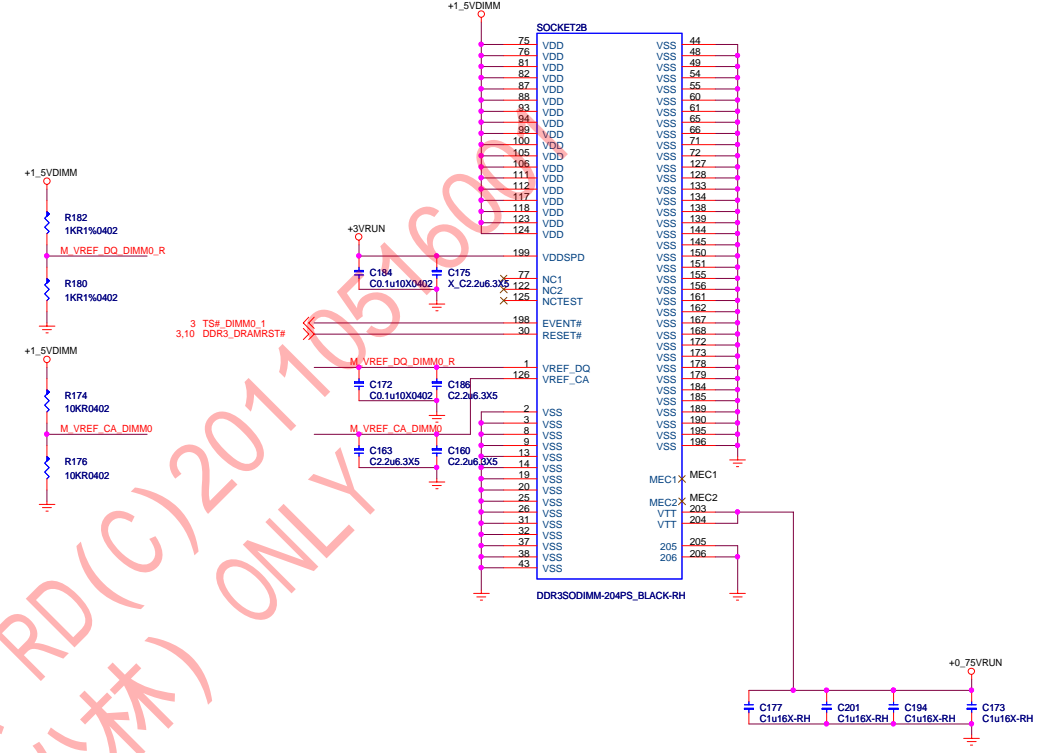 +1_5VDIMM
SOCKET2B
75 VDD VSS 44
76 VDD VSS 48
81 VDD VSS 49
82 VDD VSS 54
87 VDD VSS 55
88 VDD VSS 60
93 VDD VSS 61
94 VDD VSS 65
99 VDD VSS 66
100 VDD VSS 71
105 VDD VSS 72
106 VDD VSS 127
111 VDD VSS 128
112 VDD VSS 133
117 VDD VSS 134
118 VDD VSS 138
123 VDD VSS 139
124 VDD VSS 144
VSS 145
199 VDDSPD VSS 150
VSS 151
77 NC1 VSS 155
122 NC2 VSS 156
125 NCTEST VSS 161
VSS 162
198 EVENT# VSS 167
30 RESET# VSS 168
VSS 172
VSS 173
1 VREF_DQ VSS 178
126 VREF_CA VSS 179
VSS 184
VSS 185
2 VSS VSS 189
3 VSS VSS 190
8 VSS VSS 195
9 VSS VSS 196
13 VSS
14 VSS
19 VSS MEC1 MEC1
20 VSS
25 VSS MEC2 MEC2
26 VSS VTT 203
31 VSS VTT 204
32 VSS
37 VSS 205 205
38 VSS 206 206
43 VSS
DDR3SODIMM-204PS_BLACK-RH
+1_5VDIMM
R182
1KR1%0402
M_VREF_DQ_DIMM0_R
R180
1KR1%0402
+1_5VDIMM
R174
10KR0402
M_VREF_CA_DIMM0
R176
10KR0402
+3VRUN
C184
C0.1u10X0402
C175
X_C2.2u6.3X5
3 TS#_DIMM0_1
3,10 DDR3_DRAMRST#
M_VREF_DQ_DIMM0_R
C172
C0.1u10X0402
C186
C2.2u6.3X5
M_VREF_CA_DIMM0
C163
C2.2u6.3X5
C160
C2.2u6.3X5
+0_75VRUN
C177
C1u16X-RH
C201
C1u16X-RH
C194
C1u16X-RH
C173
C1u16X-RH
RD(C)20110516001
林) ONLY